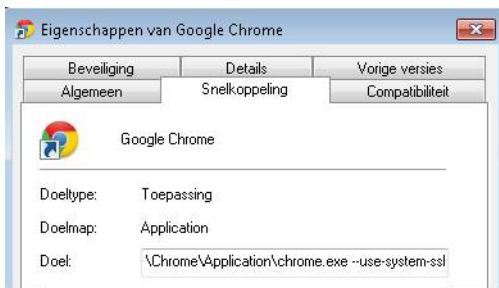 Eigenschappen van Google Chrome
Beveiliging Details Vorige versies
Algemeen Snelkoppeling Compatibiliteit
Google Chrome
Doeltype: Toepassing
Doelmap: Application
Doel: \Chrome\Application\chrome.exe --use-system-ssl